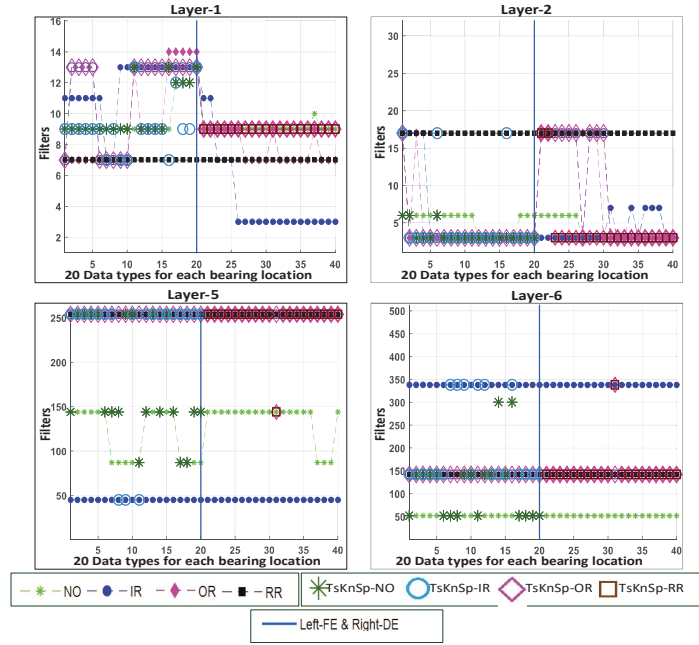 Layer-1
Layer-2
16
14
12
10
8
6
4
2
Filters
5 10 15 20 25 30 35 40
20 Data types for each bearing location
30
25
20
15
10
5
Filters
5 10 15 20 25 30 35 40
20 Data types for each bearing location
Layer-5
Layer-6
250
200
150
100
50
Filters
5 10 15 20 25 30 35 40
20 Data types for each bearing location
500
450
400
350
300
250
200
150
100
50
Filters
5 10 15 20 25 30 35 40
20 Data types for each bearing location
NO IR OR RR TsKnSp-NO TsKnSp-IR TsKnSp-OR TsKnSp-RR
Left-FE & Right-DE